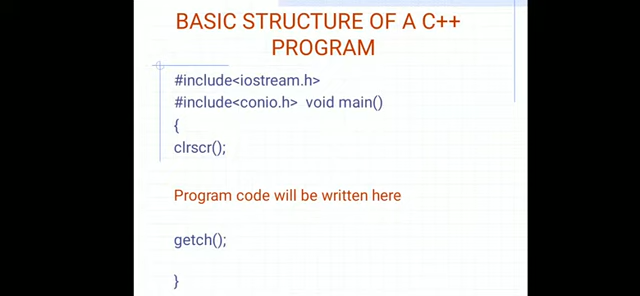 BASIC STRUCTURE OF A C++
PROGRAM
#include<iostream.h>
#include<conio.h> void main()
{
clrscr();
Program code will be written here
getch();
}